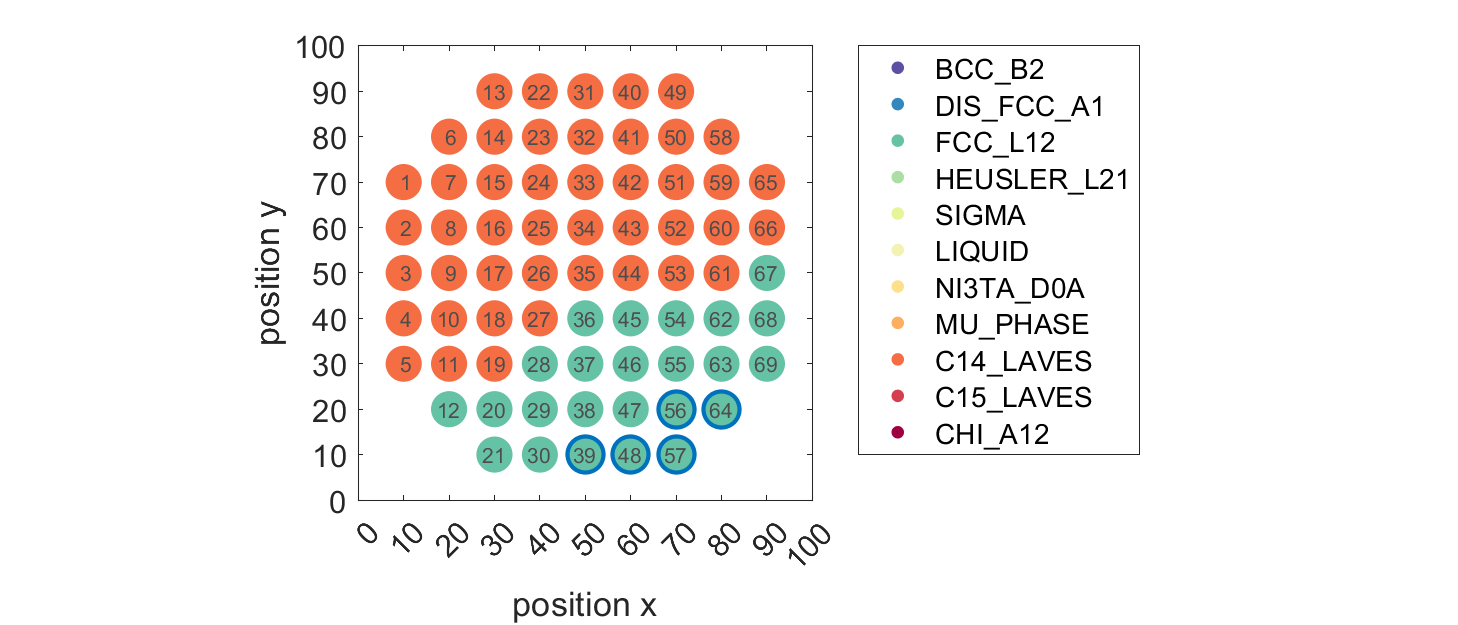 100
13 22 31 40 49
90
6 14 23 32 41 50 58
80
1 7 15 24 33 42 51 59 65
70
2 8 16 25 34 43 52 60 66
60
3 9 17 26 35 44 53 61 67
50
4 10 18 27 36 45 54 62 68
40
5 11 19 28 37 46 55 63 69
30
12 20 29 38 47 56 64
20
21 30 39 48 57
10
0
position y
0 10 20 30 40 50 60 70 80 90 100
position x
BCC_B2
DIS_FCC_A1
FCC_L12
HEUSLER_L21
SIGMA
LIQUID
NI3TA_D0A
MU_PHASE
C14_LAVES
C15_LAVES
CHI_A12